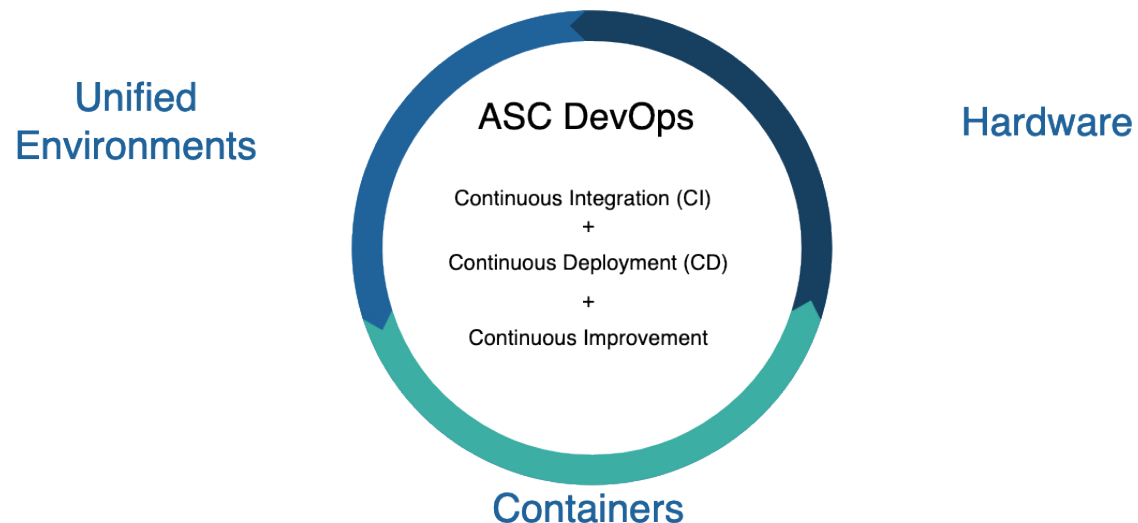 Unified
Environments
ASC DevOps
Hardware
Continuous Integration (CI)
+
Continuous Deployment (CD)
+
Continuous Improvement
Containers